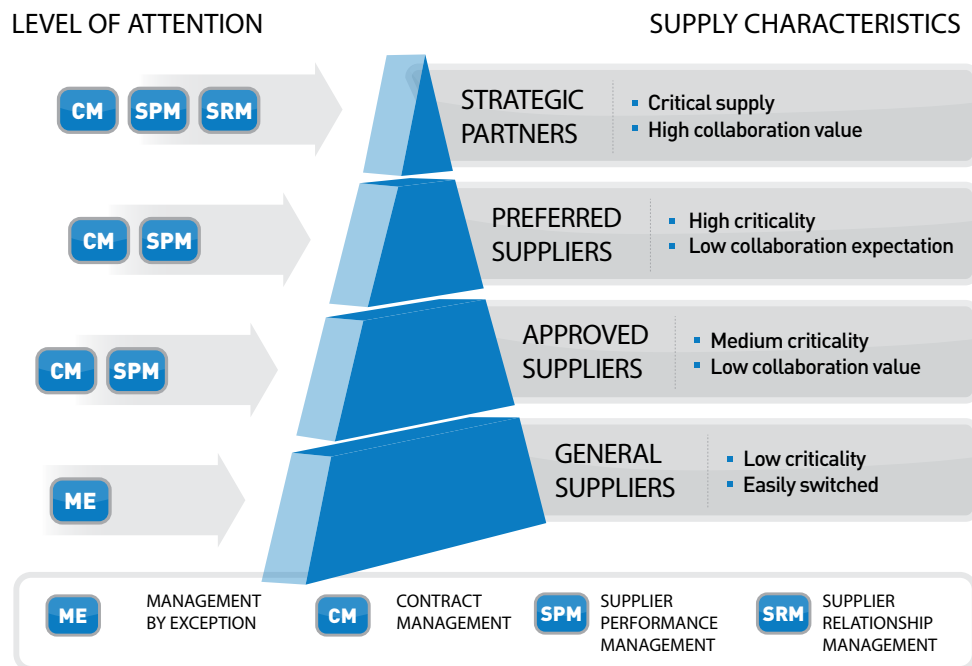 LEVEL OF ATTENTION
SUPPLY CHARACTERISTICS
CM SPM SRM
STRATEGIC
PARTNERS
Critical supply
High collaboration value
CM SPM
PREFERRED
SUPPLIERS
High criticality
Low collaboration expectation
CM SPM
APPROVED
SUPPLIERS
Medium criticality
Low collaboration value
ME
GENERAL
SUPPLIERS
Low criticality
Easily switched
ME
MANAGEMENT
BY EXCEPTION
CM
CONTRACT
MANAGEMENT
SPM
SUPPLIER
PERFORMANCE
MANAGEMENT
SRM
SUPPLIER
RELATIONSHIP
MANAGEMENT